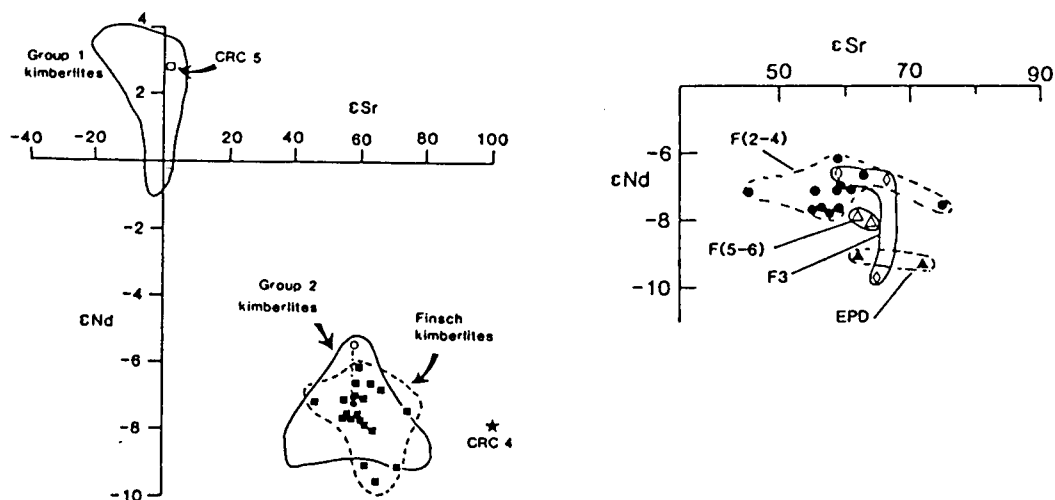 4
Group 1
kimberlites
CRC 5
2
εSr
-40
-20
20
40
60
80
100
-2
-4
εNd
Group 2
kimberlites
Finsch
kimberlites
-6
-8
CRC 4
-10
εSr
50
70
90
F(2-4)
-6
εNd
-8
F(5-6)
F3
-10
EPD